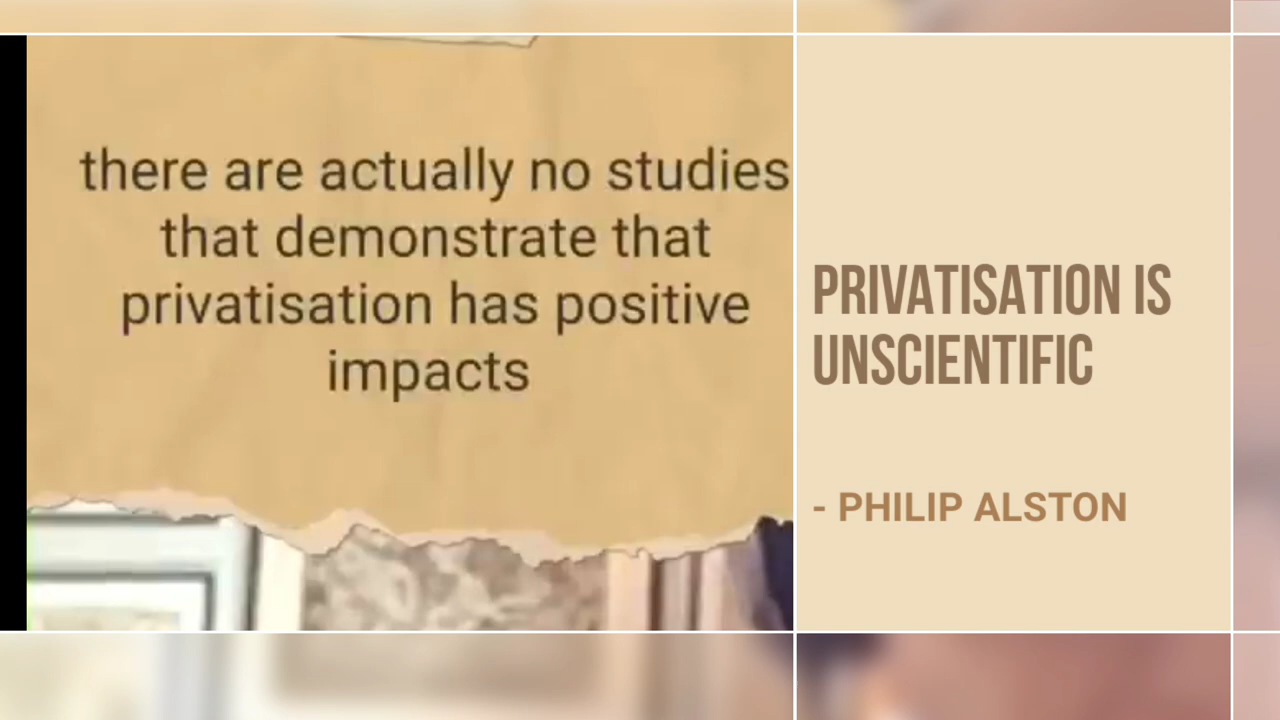 there are actually no studies
that demonstrate that
privatisation has positive
impacts
PRIVATISATION IS
UNSCIENTIFIC
- PHILIP ALSTON